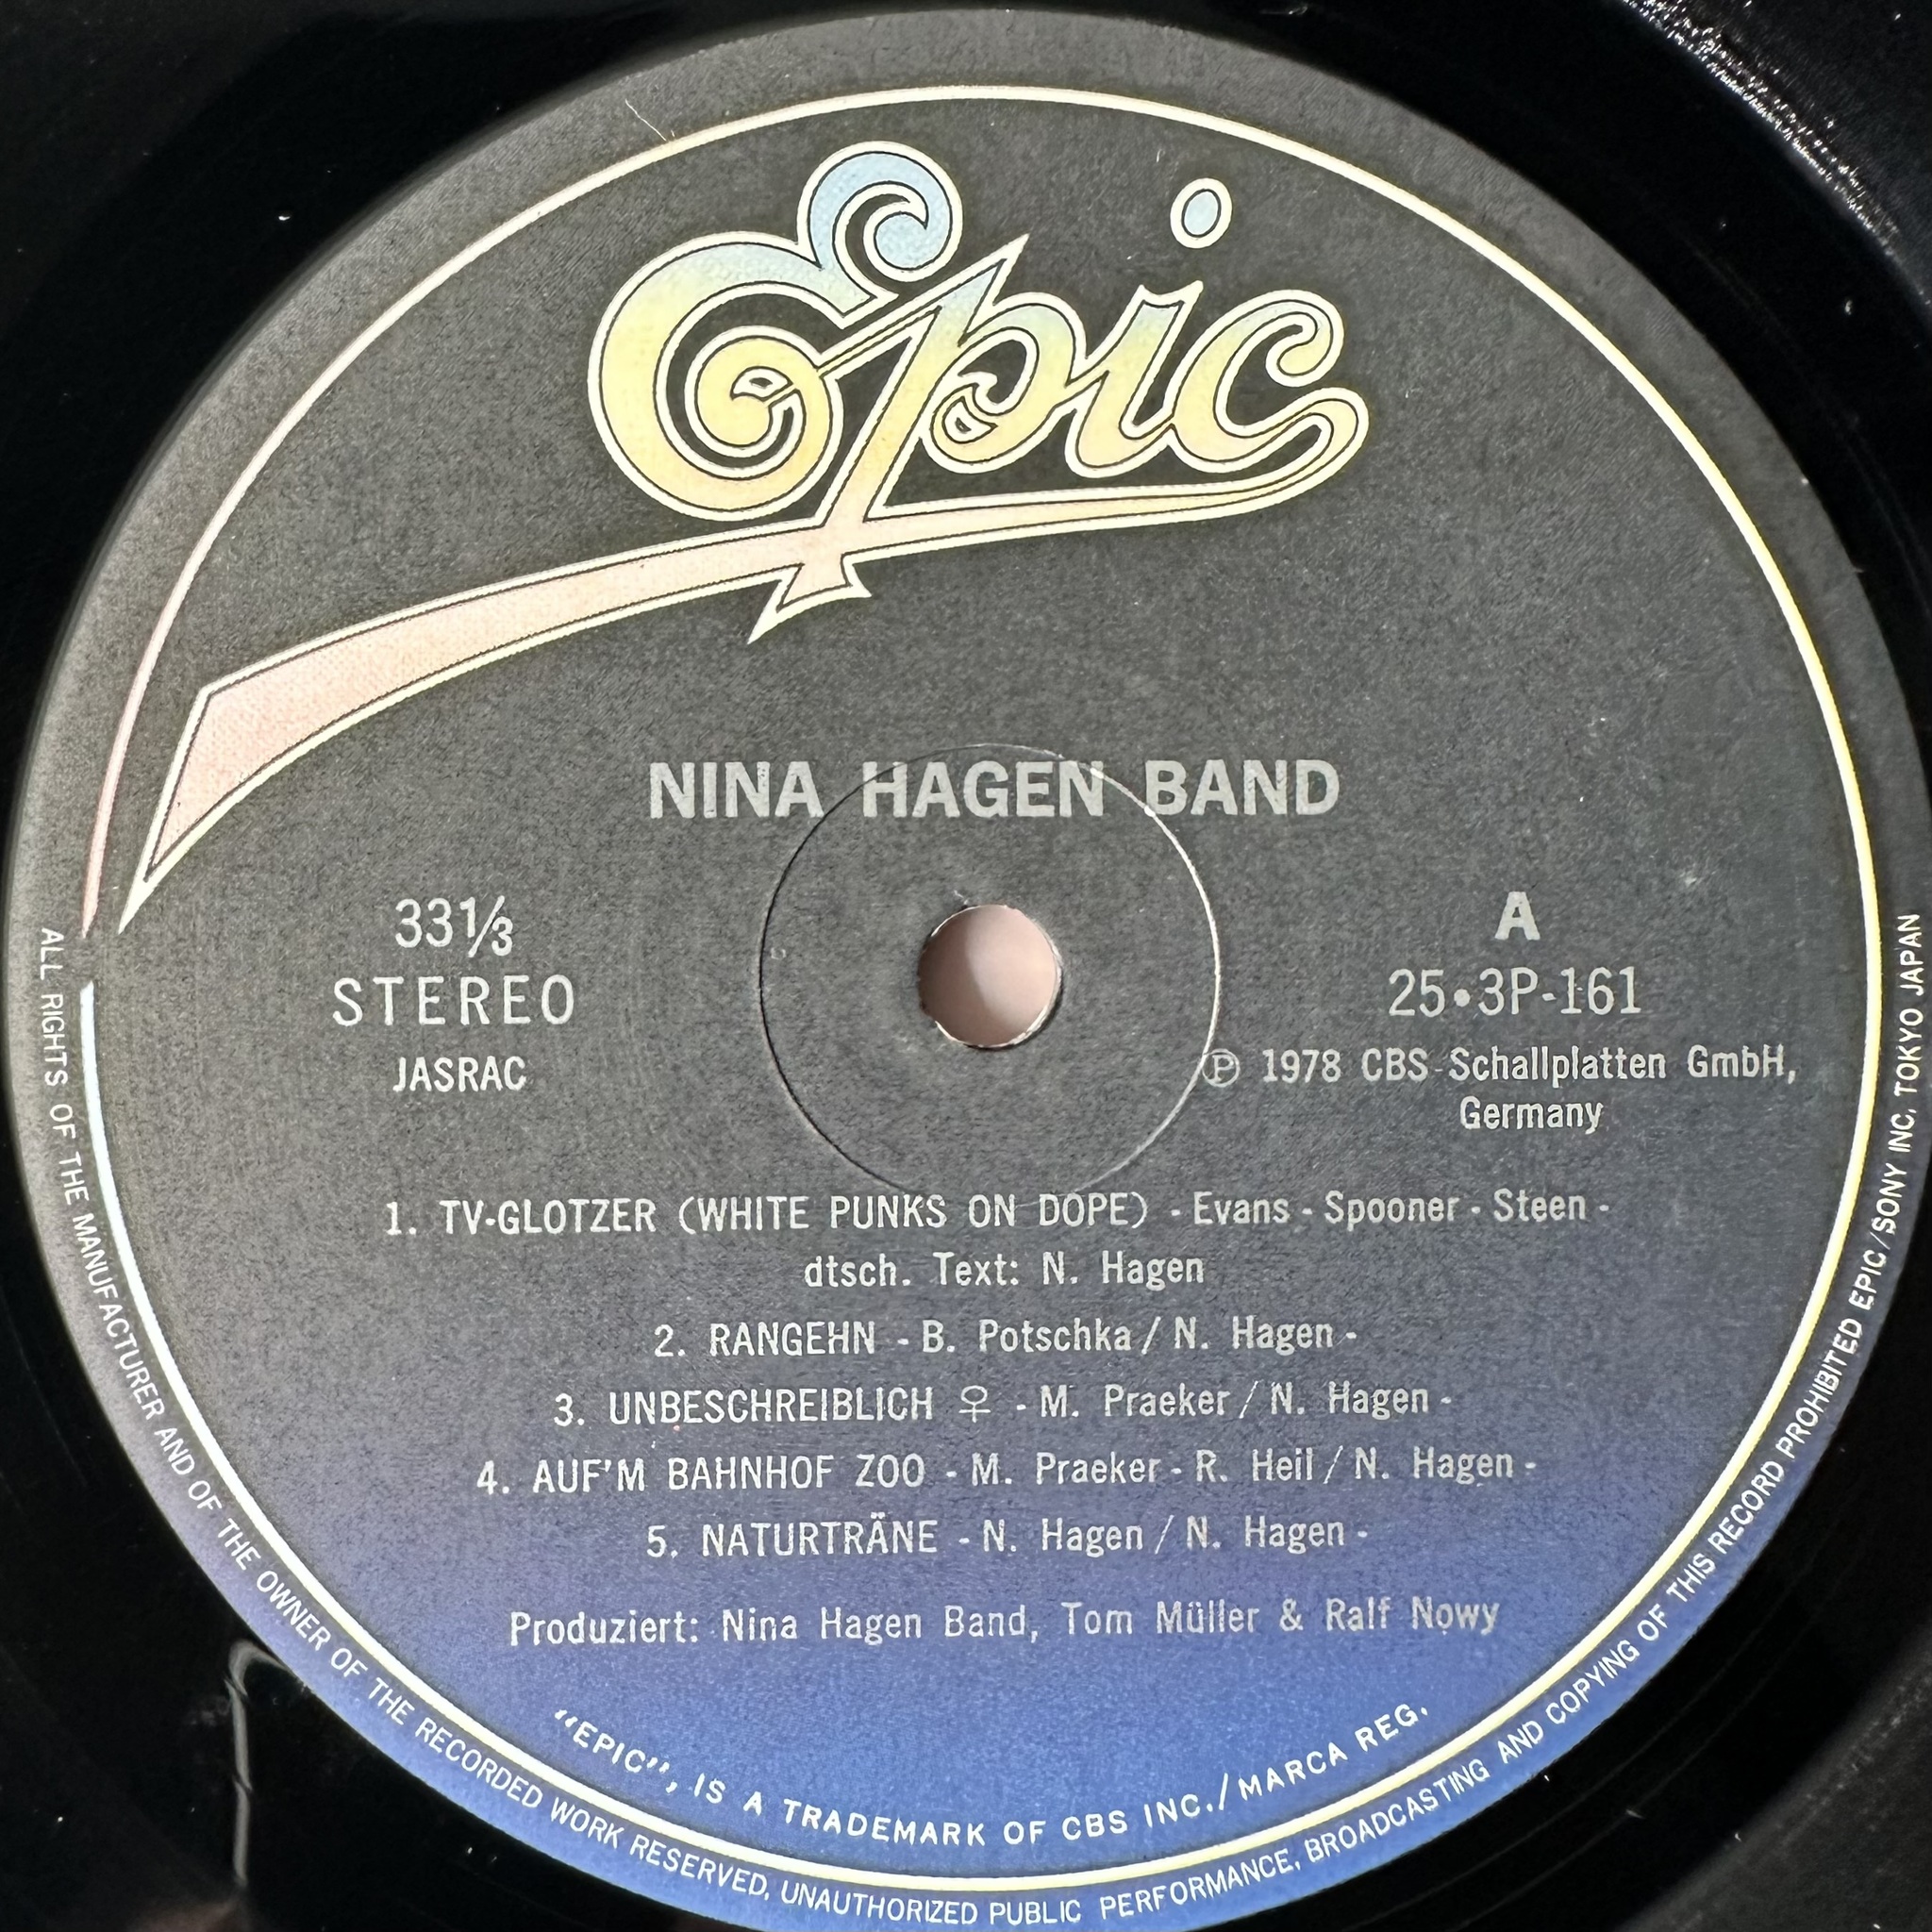 Epic
NINA HAGEN BAND
33⅓
STEREO
JASRAC
A
25•3P-161
Ⓟ 1978 CBS Schallplatten GmbH,
Germany
1. TV-GLOTZER (WHITE PUNKS ON DOPE) - Evans - Spooner - Steen -
dtsch. Text: N. Hagen
2. RANGEHN - B. Potschka / N. Hagen -
3. UNBESCHREIBLICH ♀ - M. Praeker / N. Hagen -
4. AUF'M BAHNHOF ZOO - M. Praeker - R. Heil / N. Hagen -
5. NATURTRÄNE - N. Hagen / N. Hagen -
Produziert: Nina Hagen Band, Tom Müller & Ralf Nowy
"EPIC", IS A TRADEMARK OF CBS INC./MARCA REG.
ALL RIGHTS OF THE MANUFACTURER AND OF THE OWNER OF THE RECORDED WORK RESERVED. UNAUTHORIZED PUBLIC PERFORMANCE, BROADCASTING AND COPYING OF THIS RECORD PROHIBITED EPIC/SONY INC. TOKYO JAPAN